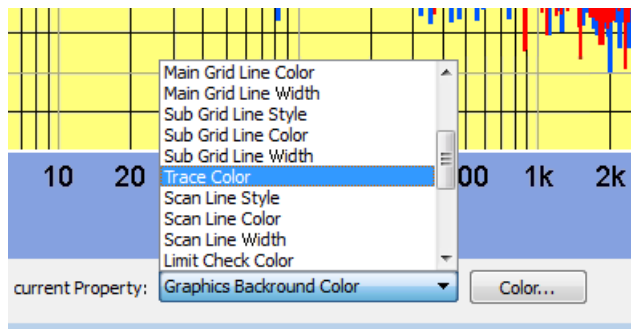 Main Grid Line Color
Main Grid Line Width
Sub Grid Line Style
Sub Grid Line Color
Sub Grid Line Width
Trace Color
Scan Line Style
Scan Line Color
Scan Line Width
Limit Check Color
10 20 00 1k 2k
current Property: Graphics Backround Color Color...